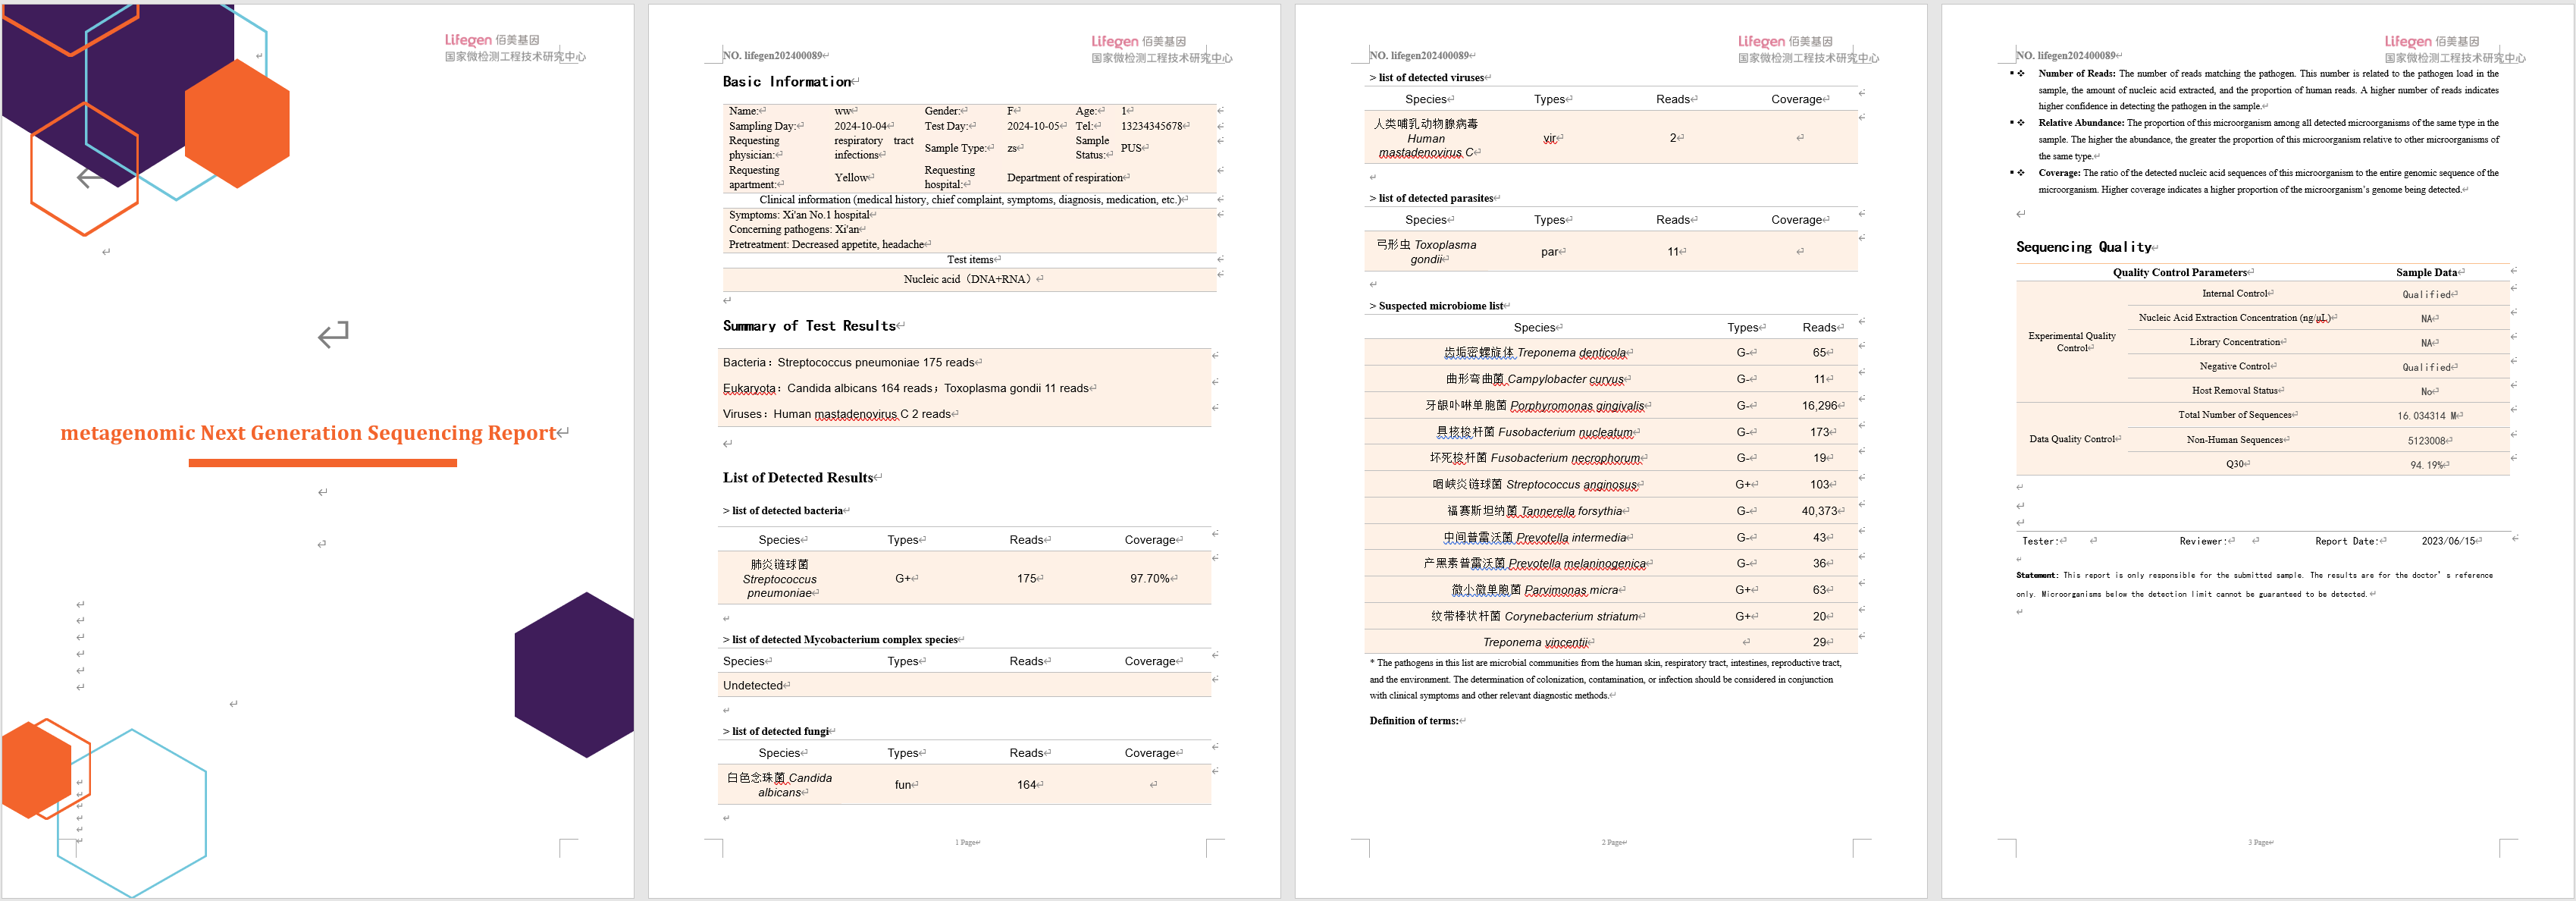 Lifegen 佰美基因
国家微检测工程技术研究中心
metagenomic Next Generation Sequencing Report
Lifegen 佰美基因
国家微检测工程技术研究中心
NO. lifegen202400089
Basic Information
Name: ww Gender: F Age: 1
Sampling Day: 2024-10-04 Test Day: 2024-10-05 Tel: 13234345678
Requesting physician: respiratory tract infections Sample Type: zs Sample Status: PUS
Requesting apartment: Yellow Requesting hospital: Department of respiration
Clinical information (medical history, chief complaint, symptoms, diagnosis, medication, etc.)
Symptoms: Xi'an No.1 hospital
Concerning pathogens: Xi'an
Pretreatment: Decreased appetite, headache
Test items
Nucleic acid（DNA+RNA）
Summary of Test Results
Bacteria：Streptococcus pneumoniae 175 reads
Eukaryota：Candida albicans 164 reads；Toxoplasma gondii 11 reads
Viruses：Human mastadenovirus C 2 reads
List of Detected Results
> list of detected bacteria
Species Types Reads Coverage
肺炎链球菌
Streptococcus
pneumoniae G+ 175 97.70%
> list of detected Mycobacterium complex species
Species Types Reads Coverage
Undetected
> list of detected fungi
Species Types Reads Coverage
白色念珠菌 Candida
albicans fun 164
1 Page
Lifegen 佰美基因
国家微检测工程技术研究中心
NO. lifegen202400089
> list of detected viruses
Species Types Reads Coverage
人类哺乳动物腺病毒
Human
mastadenovirus C vir 2
> list of detected parasites
Species Types Reads Coverage
弓形虫 Toxoplasma
gondii par 11
> Suspected microbiome list
Species Types Reads
齿垢密螺旋体 Treponema denticola G- 65
曲形弯曲菌 Campylobacter curvus G- 11
牙龈卟啉单胞菌 Porphyromonas gingivalis G- 16,296
具核梭杆菌 Fusobacterium nucleatum G- 173
坏死梭杆菌 Fusobacterium necrophorum G- 19
咽峡炎链球菌 Streptococcus anginosus G+ 103
福赛斯坦纳菌 Tannerella forsythia G- 40,373
中间普雷沃菌 Prevotella intermedia G- 43
产黑素普雷沃菌 Prevotella melaninogenica G- 36
微小微单胞菌 Parvimonas micra G+ 63
纹带棒状杆菌 Corynebacterium striatum G+ 20
Treponema vincentii 29
* The pathogens in this list are microbial communities from the human skin, respiratory tract, intestines, reproductive tract,
and the environment. The determination of colonization, contamination, or infection should be considered in conjunction
with clinical symptoms and other relevant diagnostic methods.
Definition of terms:
2 Page
Lifegen 佰美基因
国家微检测工程技术研究中心
NO. lifegen202400089
❖ Number of Reads: The number of reads matching the pathogen. This number is related to the pathogen load in the
sample, the amount of nucleic acid extracted, and the proportion of human reads. A higher number of reads indicates
higher confidence in detecting the pathogen in the sample.
❖ Relative Abundance: The proportion of this microorganism among all detected microorganisms of the same type in the
sample. The higher the abundance, the greater the proportion of this microorganism relative to other microorganisms of
the same type.
❖ Coverage: The ratio of the detected nucleic acid sequences of this microorganism to the entire genomic sequence of the
microorganism. Higher coverage indicates a higher proportion of the microorganism's genome being detected.
Sequencing Quality
Quality Control Parameters Sample Data
Experimental Quality Control
Internal Control Qualified
Nucleic Acid Extraction Concentration (ng/μL) NA
Library Concentration NA
Negative Control Qualified
Host Removal Status No
Data Quality Control
Total Number of Sequences 16.034314 M
Non-Human Sequences 5123008
Q30 94.19%
Tester: Reviewer: Report Date: 2023/06/15
Statement: This report is only responsible for the submitted sample. The results are for the doctor's reference
only. Microorganisms below the detection limit cannot be guaranteed to be detected.
3 Page